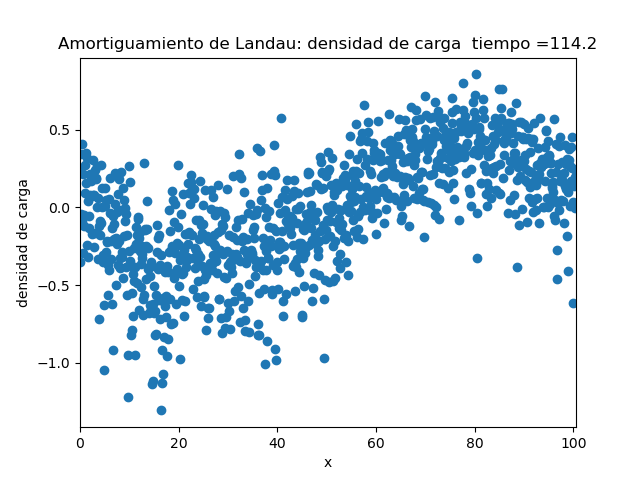 Amortiguamiento de Landau: densidad de carga  tiempo =114.2
0.5
0.0
−0.5
−1.0
densidad de carga
0 20 40 60 80 100
x